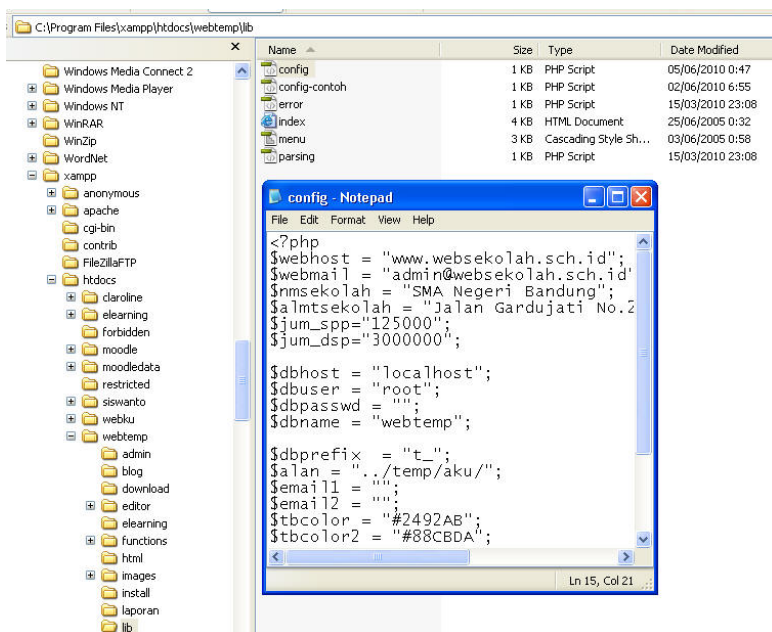 C:\Program Files\xampp\htdocs\webtemp\lib
Name Size Type Date Modified
config 1 KB PHP Script 05/06/2010 0:47
config-contoh 1 KB PHP Script 02/06/2010 6:55
error 1 KB PHP Script 15/03/2010 23:08
index 4 KB HTML Document 25/06/2005 0:32
menu 3 KB Cascading Style Sh... 03/06/2005 0:58
parsing 1 KB PHP Script 15/03/2010 23:08
Windows Media Connect 2
Windows Media Player
Windows NT
WinRAR
WinZip
WordNet
xampp
anonymous
apache
cgi-bin
contrib
FileZillaFTP
htdocs
claroline
elearning
forbidden
moodle
moodledata
restricted
siswanto
webku
webtemp
admin
blog
download
editor
elearning
functions
html
images
install
laporan
lib
config - Notepad
File Edit Format View Help
<?php
$webhost = "www.websekolah.sch.id";
$webmail = "admin@websekolah.sch.id"
$nmsekolah = "SMA Negeri Bandung";
$almtsekolah = "Jalan Gardujati No.2
$jum_spp="125000";
$jum_dsp="3000000";
$dbhost = "localhost";
$dbuser = "root";
$dbpasswd = "";
$dbname = "webtemp";
$dbprefix = "t_";
$alan = "../temp/aku/";
$email1 = "";
$email2 = "";
$tbcolor = "#2492AB";
$tbcolor2 = "#88CBDA";
Ln 15, Col 21